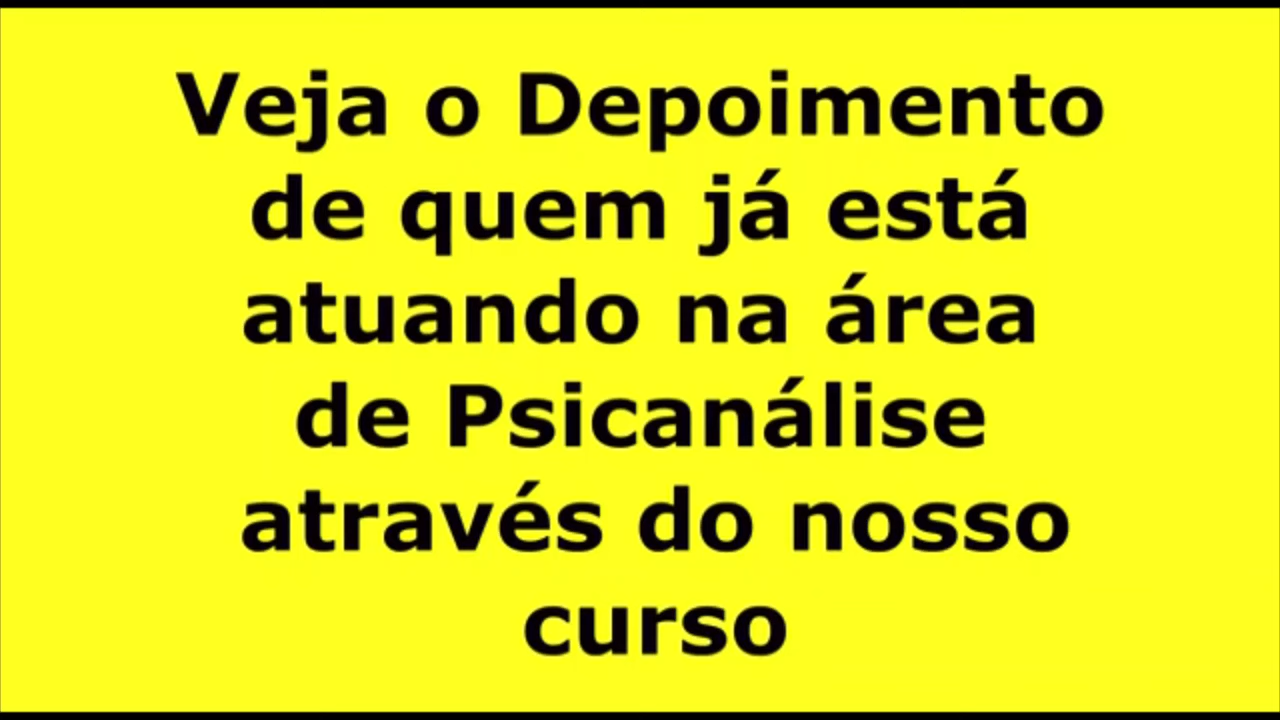 Veja o Depoimento
de quem já está
atuando na área
de Psicanálise
através do nosso
curso